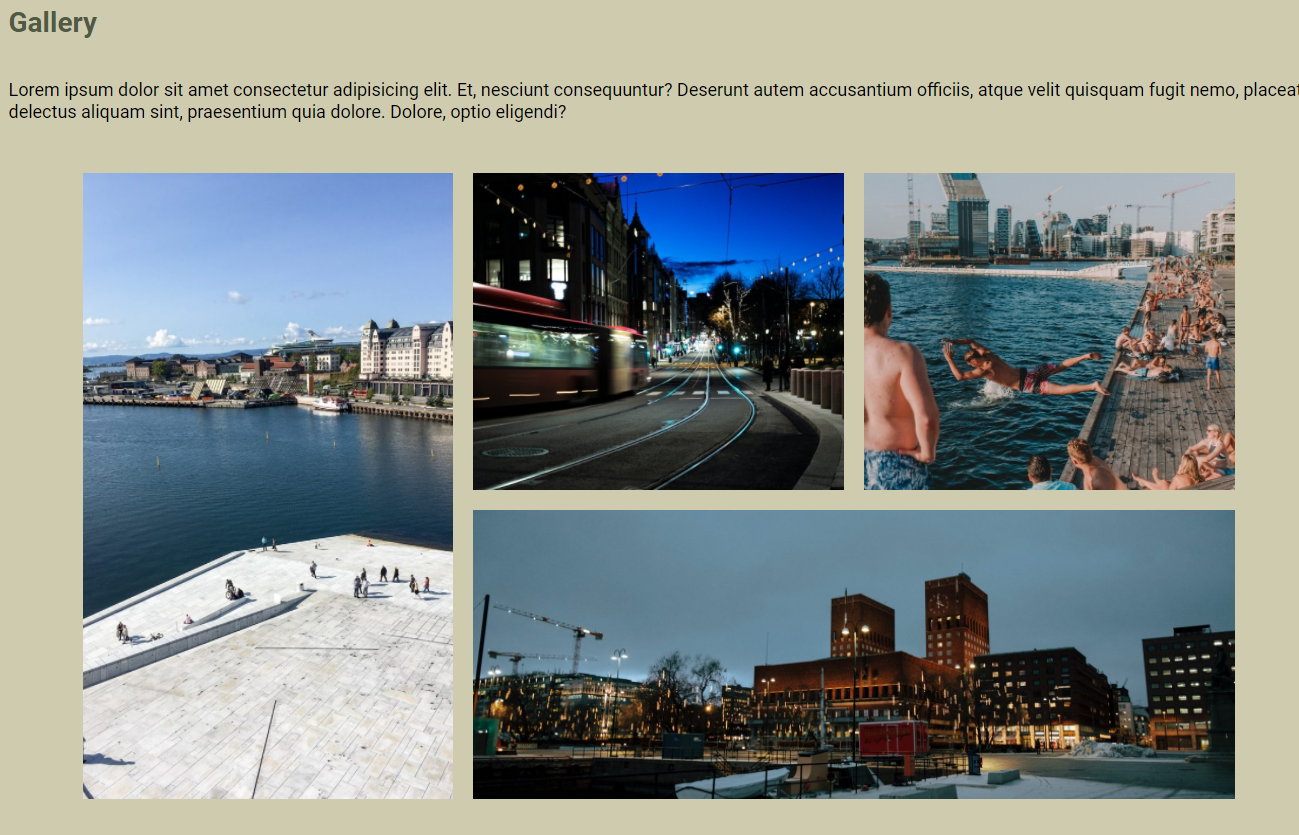 Gallery
Lorem ipsum dolor sit amet consectetur adipisicing elit. Et, nesciunt consequuntur? Deserunt autem accusantium officiis, atque velit quisquam fugit nemo, placeat
delectus aliquam sint, praesentium quia dolore. Dolore, optio eligendi?